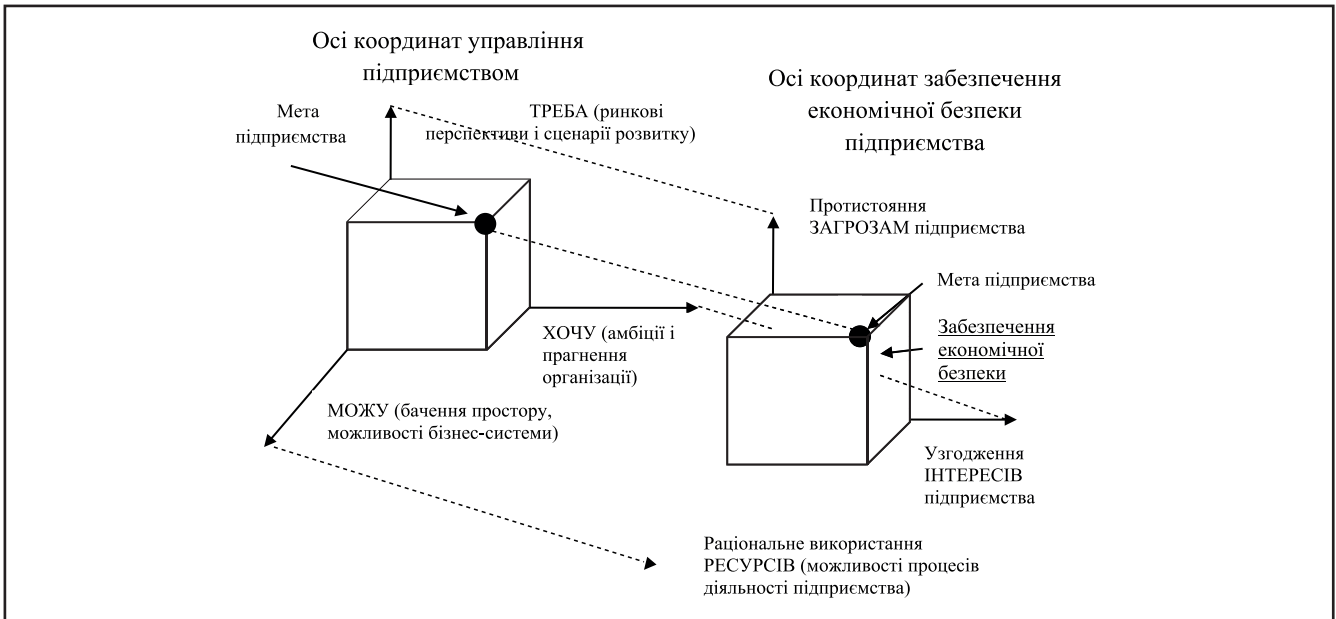 Осі координат управління
підприємством
Мета
підприємства
ТРЕБА (ринкові
перспективи і сценарії розвитку)
Осі координат забезпечення
економічної безпеки
підприємства
Протистояння
ЗАГРОЗАМ підприємства
Мета підприємства
Забезпечення
економічної
безпеки
ХОЧУ (амбіції і
прагнення
організації)
МОЖУ (бачення простору,
можливості бізнес-системи)
Узгодження
ІНТЕРЕСІВ
підприємства
Раціональне використання
РЕСУРСІВ (можливості процесів
діяльності підприємства)